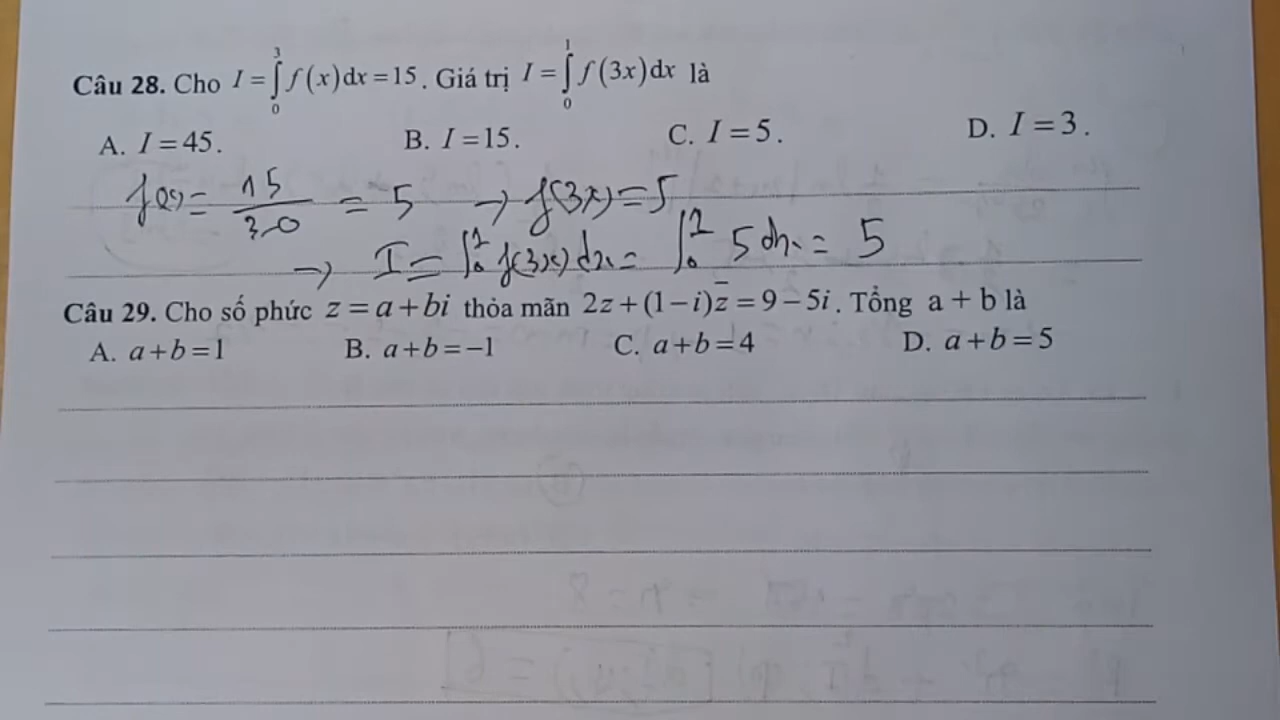 Câu 28. Cho I = ∫₀³ f(x)dx = 15. Giá trị I = ∫₀¹ f(3x)dx là
A. I = 45. B. I = 15. C. I = 5. D. I = 3.
f(x) = 15/(3-0) = 5 → f(3x) = 5
→ I = ∫₀¹ f(3x) dx = ∫₀¹ 5 dx = 5
Câu 29. Cho số phức z = a + bi thỏa mãn 2z + (1 − i)z̅ = 9 − 5i. Tổng a + b là
A. a + b = 1 B. a + b = −1 C. a + b = 4 D. a + b = 5